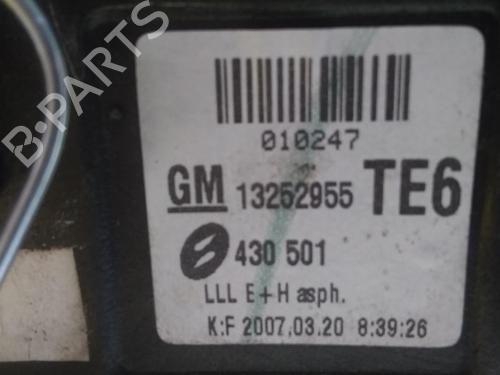 B-PARTS
010247
GM 13252955 TE6
430 501
LLL E+H asph.
K:F 2007.03.20 8:39:26